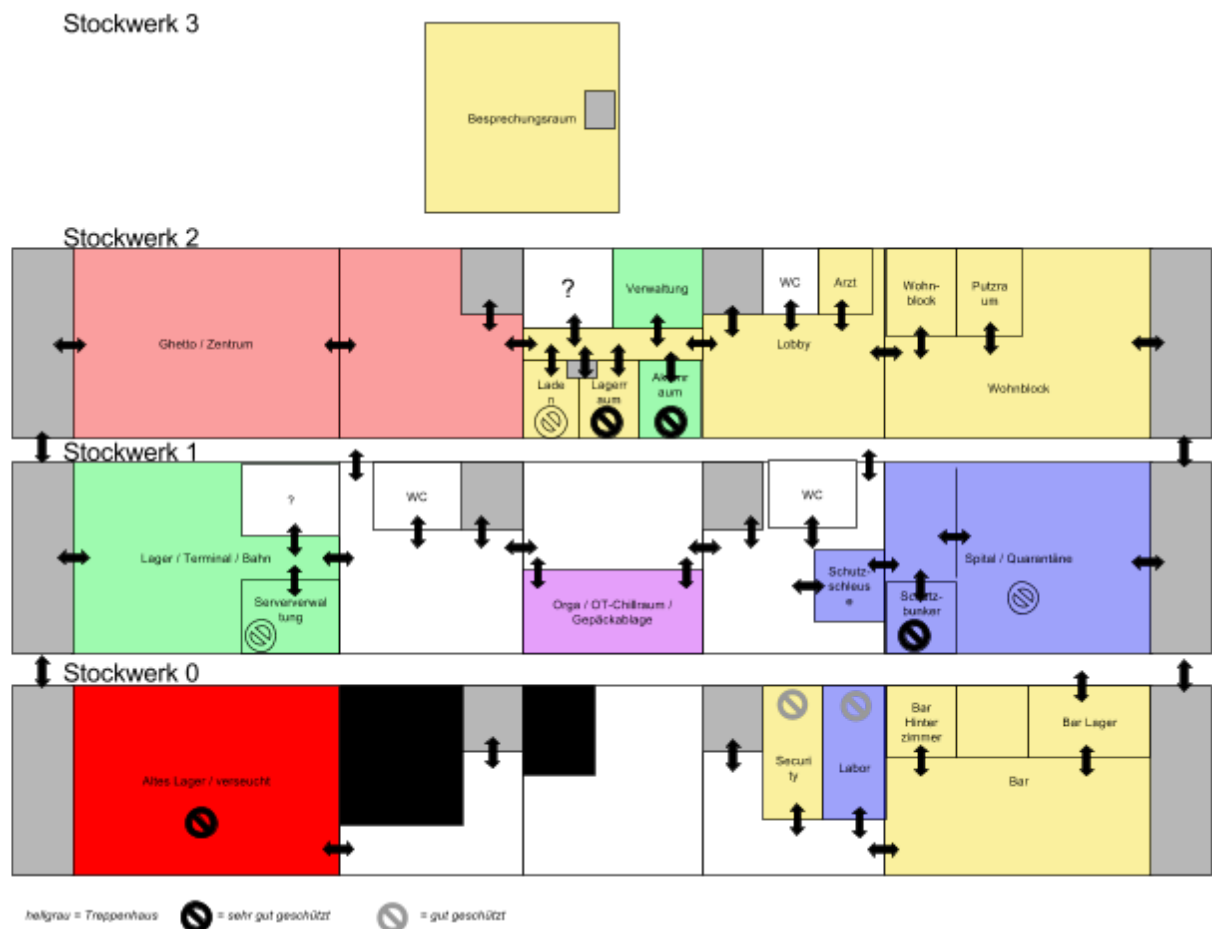 Stockwerk 3
Besprechungsraum
Stockwerk 2
Ghetto / Zentrum
?
Verwaltung
WC
Arzt
Wohn-
block
Putzra
um
Lobby
Lade
n
Lagerr
aum
raum
Wohnblock
Stockwerk 1
?
WC
WC
Lager / Terminal / Bahn
Serververwal
tung
Orga / OT-Chillraum /
Gepäckablage
Schutz-
schleus
e
Spital / Quarantäne
bunker
Stockwerk 0
Altes Lager / verseucht
Securi
ty
Labor
Bar
Hinter
zimmer
Bar Lager
Bar
hellgrau = Treppenhaus
= sehr gut geschützt
= gut geschützt